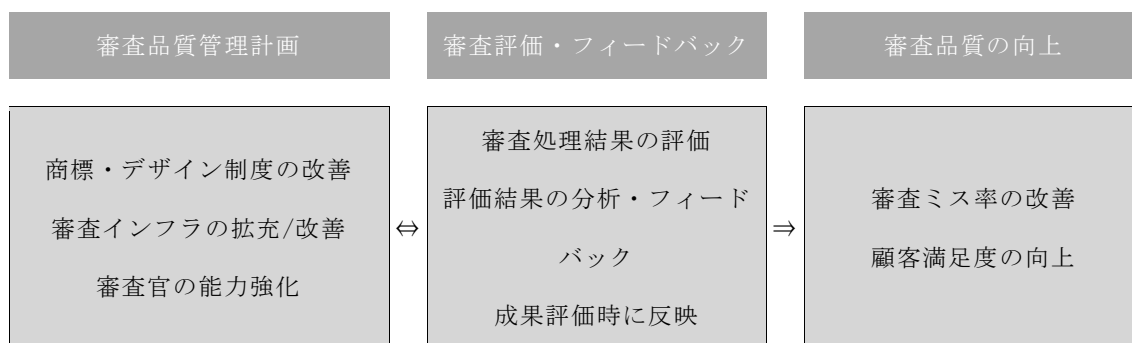 審査品質管理計画
審査評価・フィードバック
審査品質の向上
商標・デザイン制度の改善
審査インフラの拡充/改善
審査官の能力強化
⇔
審査処理結果の評価
評価結果の分析・フィード
バック
成果評価時に反映
⇒
審査ミス率の改善
顧客満足度の向上